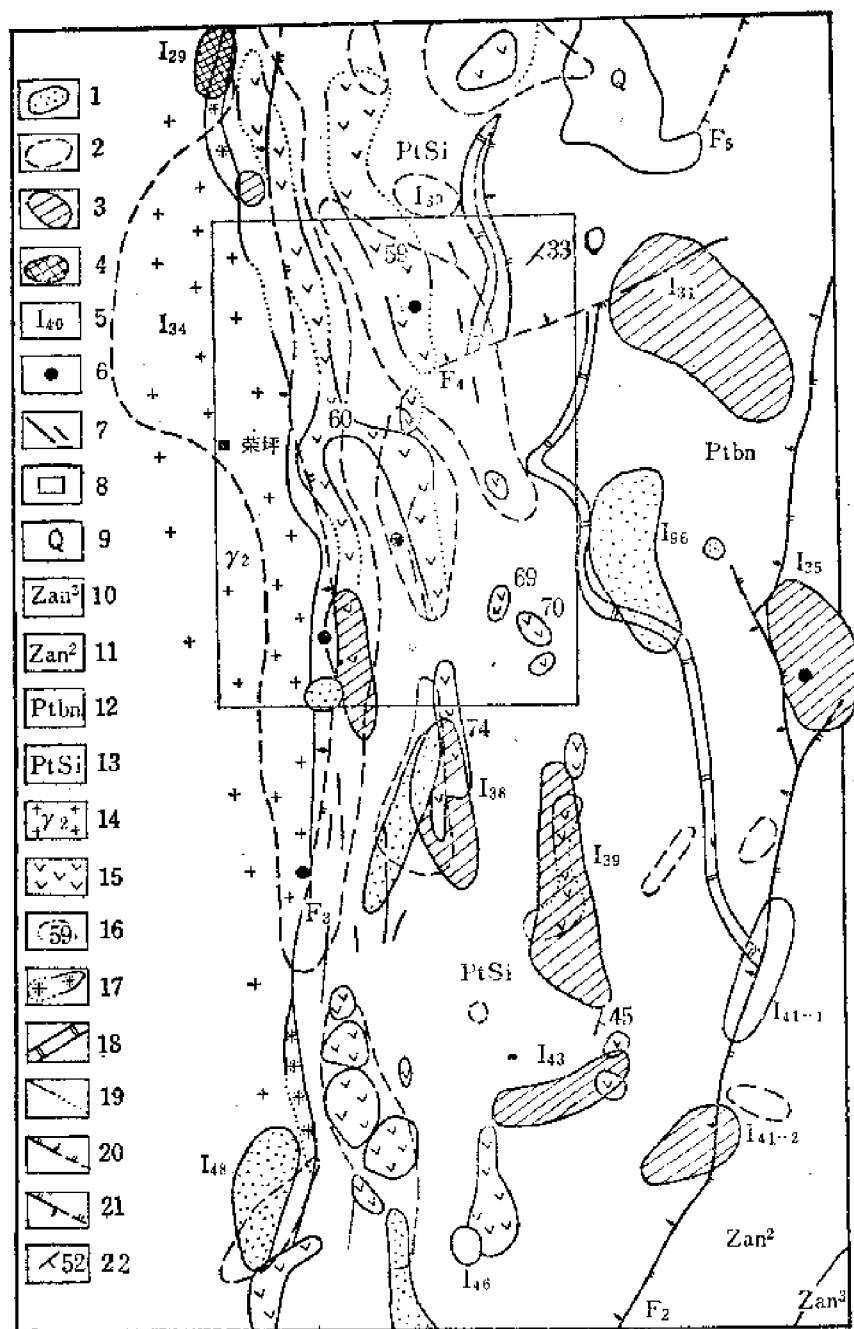 I₂₉
Q
F₅
PtSi
I₃₀
59
33
I₃₁
I₃₄
F₄
60
荣坪
Ptbn
I₃₅
γ₂
69
70
74
I₃₈
I₃₉
F₃
PtSi
45
I₄₁₋₁
I₄₃
I₄₁₋₂
I₄₈
Zan²
I₄₆
F₂
Zan³
1
2
3
4
I₄₀ 5
6
7
8
Q 9
Zan³ 10
Zan² 11
Ptbn 12
PtSi 13
γ₂ 14
15
59 16
17
18
19
20
21
52 22